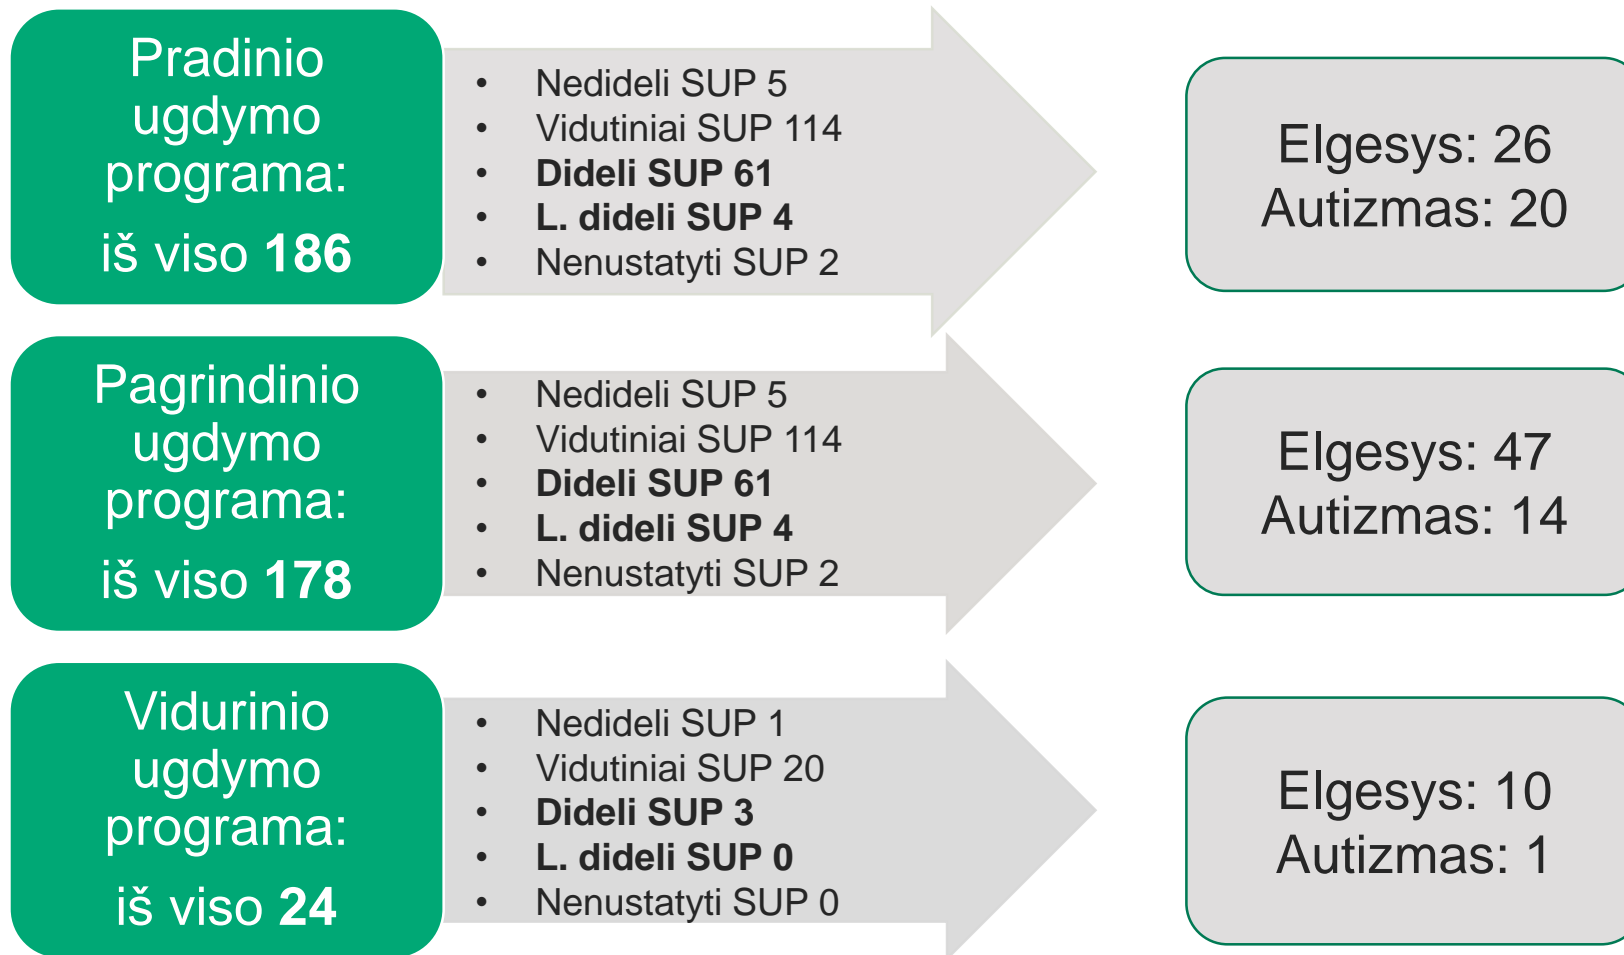 Pradinio
ugdymo
programa:
iš viso 186
• Nedideli SUP 5
• Vidutiniai SUP 114
• Dideli SUP 61
• L. dideli SUP 4
• Nenustatyti SUP 2
Elgesys: 26
Autizmas: 20
Pagrindinio
ugdymo
programa:
iš viso 178
• Nedideli SUP 5
• Vidutiniai SUP 114
• Dideli SUP 61
• L. dideli SUP 4
• Nenustatyti SUP 2
Elgesys: 47
Autizmas: 14
Vidurinio
ugdymo
programa:
iš viso 24
• Nedideli SUP 1
• Vidutiniai SUP 20
• Dideli SUP 3
• L. dideli SUP 0
• Nenustatyti SUP 0
Elgesys: 10
Autizmas: 1